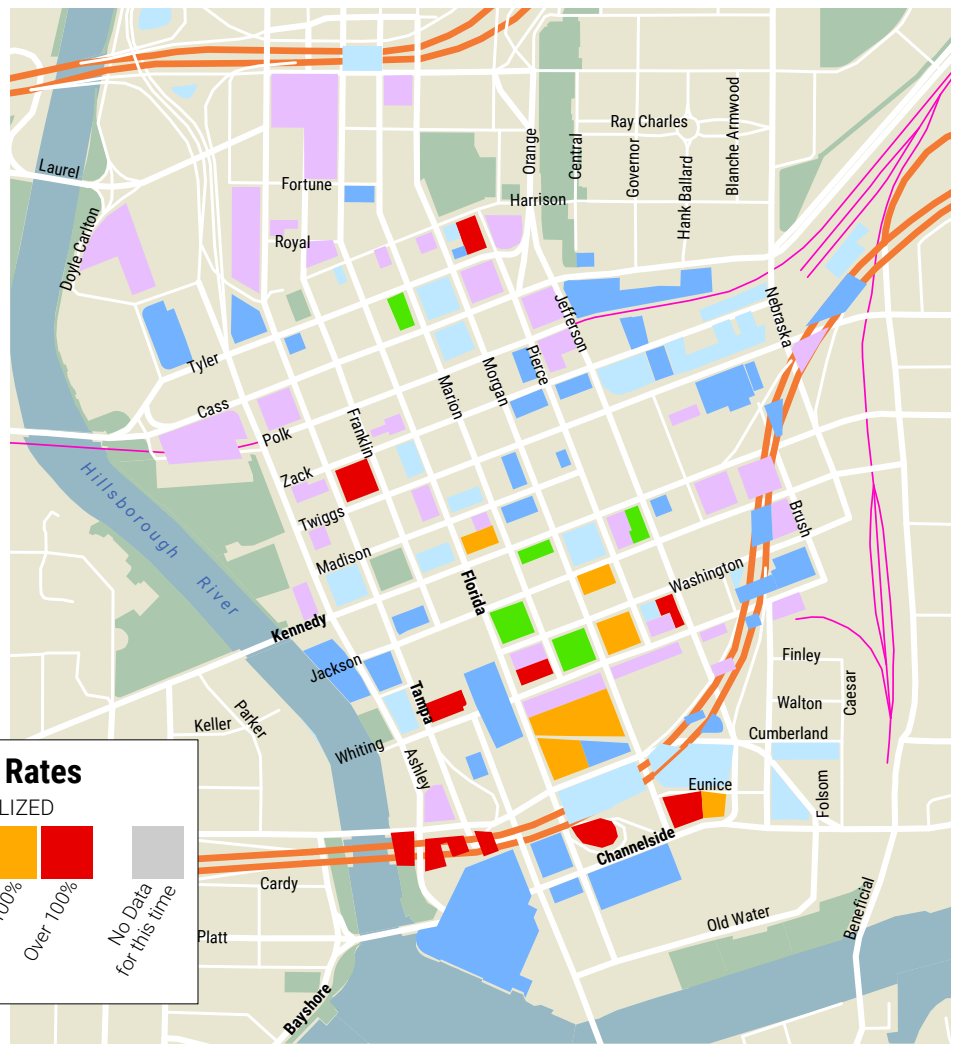 Ray Charles
Orange
Central
Governor
Hank Ballard
Blanche Armwood
Laurel
Fortune
Harrison
Doyle Carlton
Royal
Jefferson
Nebraska
Tyler
Pierce
Morgan
Marion
Cass
Franklin
Polk
Zack
Twiggs
Hillsborough River
Madison
Brush
Florida
Washington
Kennedy
Jackson
Finley
Tampa
Walton
Caesar
Parker
Keller
Cumberland
Whiting
Ashley
Eunice
Folsom
Channelside
Rates
LIZED
100%
Over 100%
No Data
for this time
Cardy
Platt
Old Water
Beneficial
Bayshore